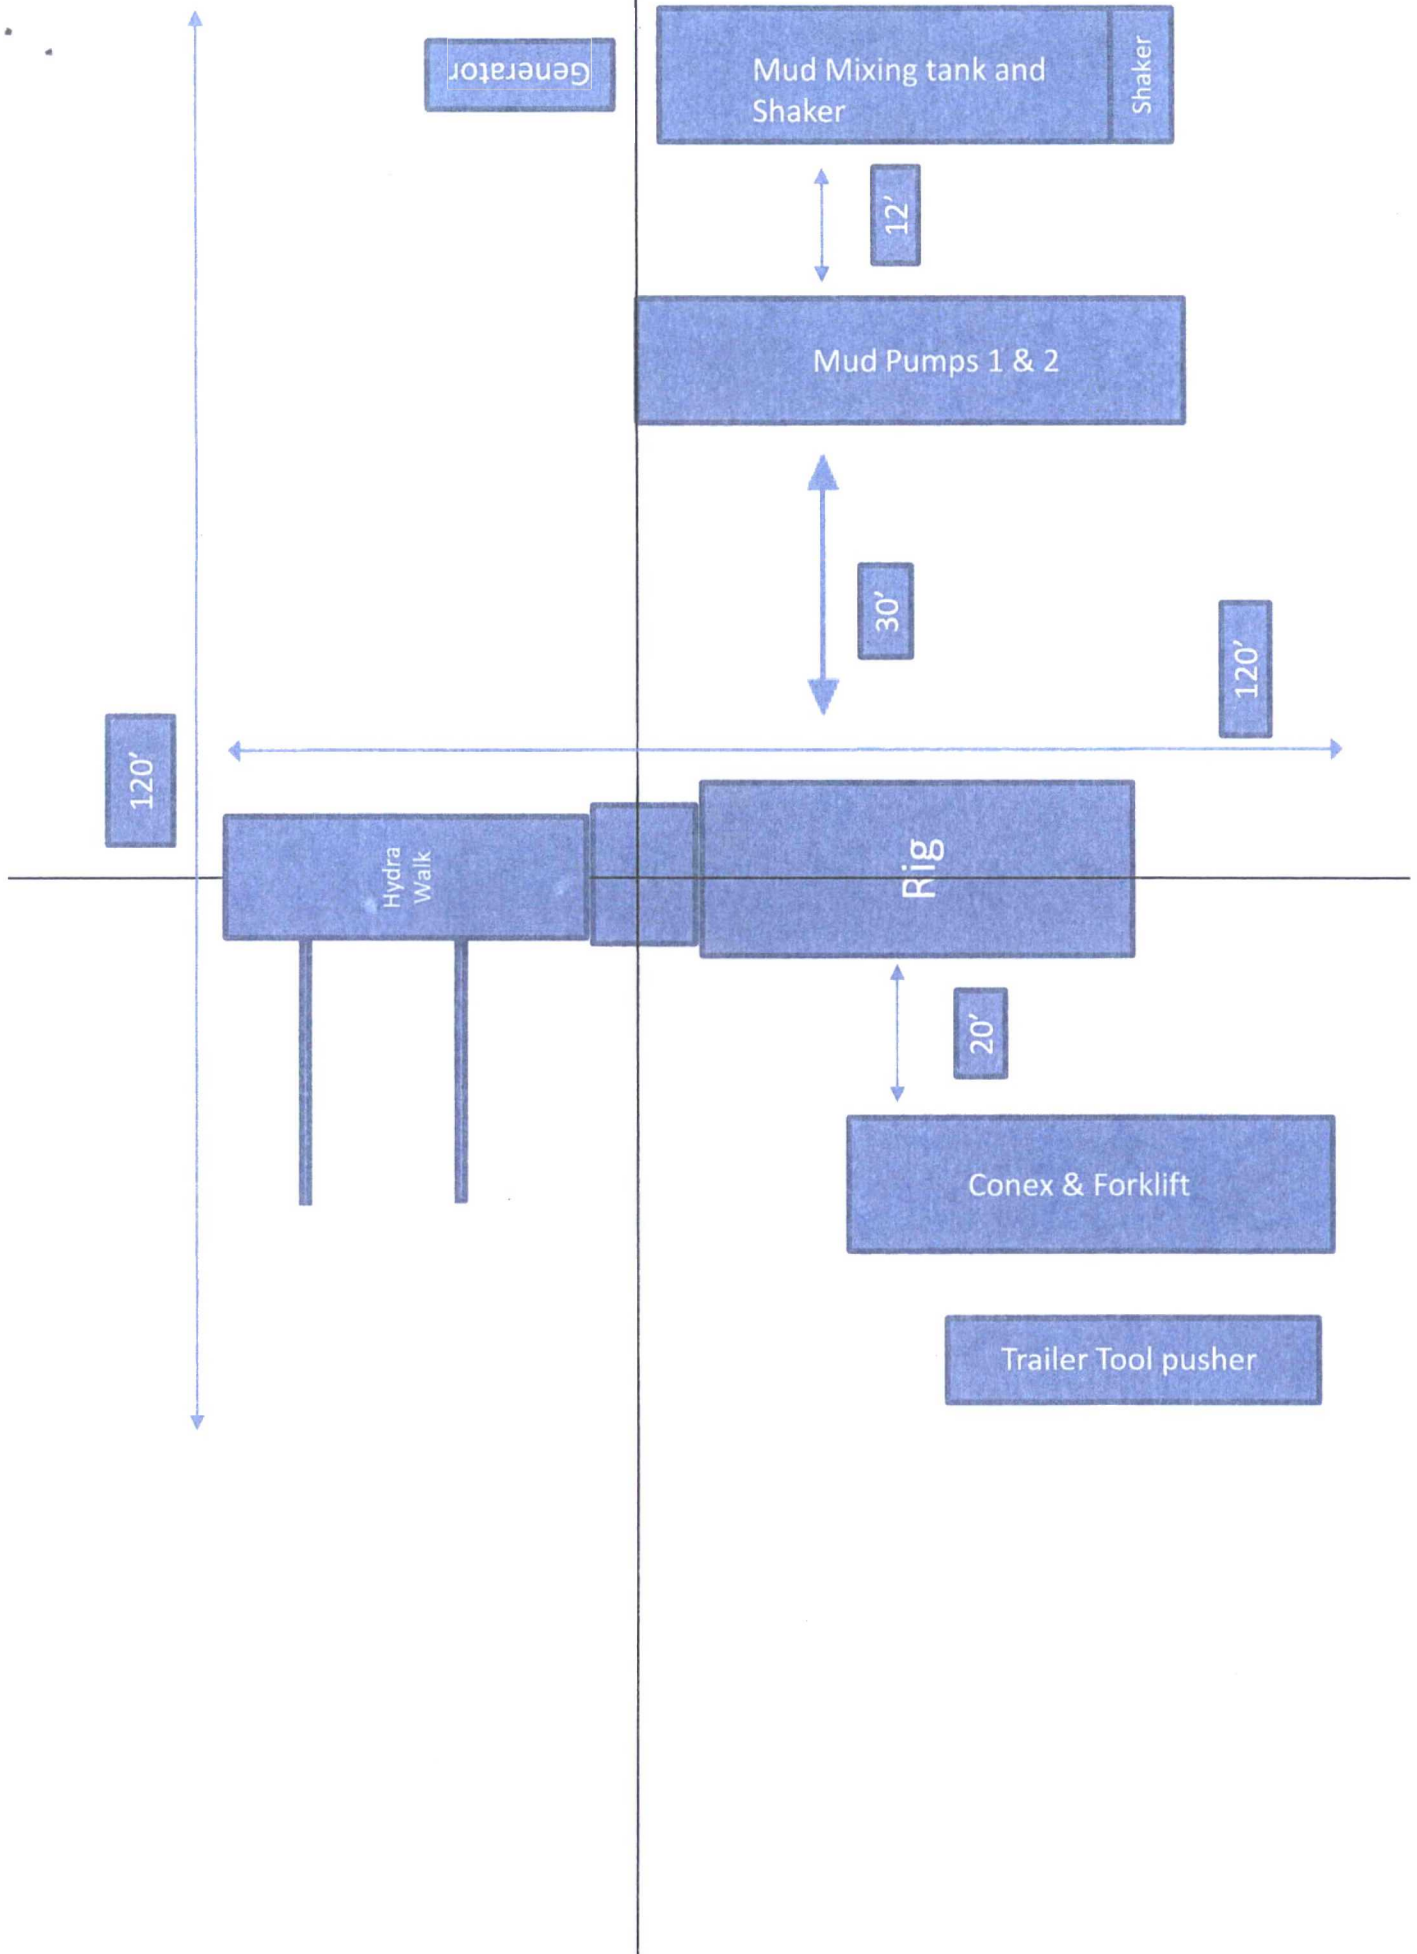 Generator
Mud Mixing tank and
Shaker
Shaker
12'
Mud Pumps 1 & 2
30'
120'
120'
Hydra
Walk
Rig
20'
Conex & Forklift
Trailer Tool pusher